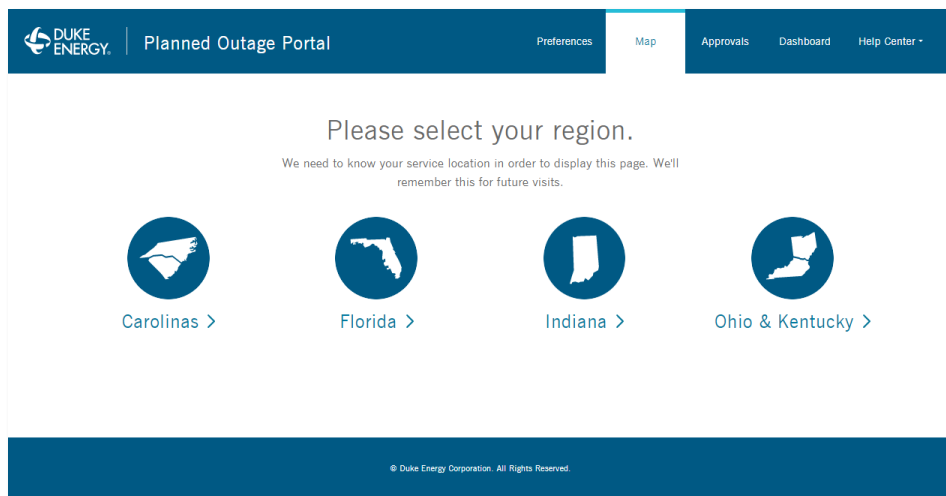 DUKE
ENERGY.
Planned Outage Portal
Preferences
Map
Approvals
Dashboard
Help Center
Please select your region.
We need to know your service location in order to display this page. We'll
remember this for future visits.
Carolinas >
Florida >
Indiana >
Ohio & Kentucky >
© Duke Energy Corporation. All Rights Reserved.